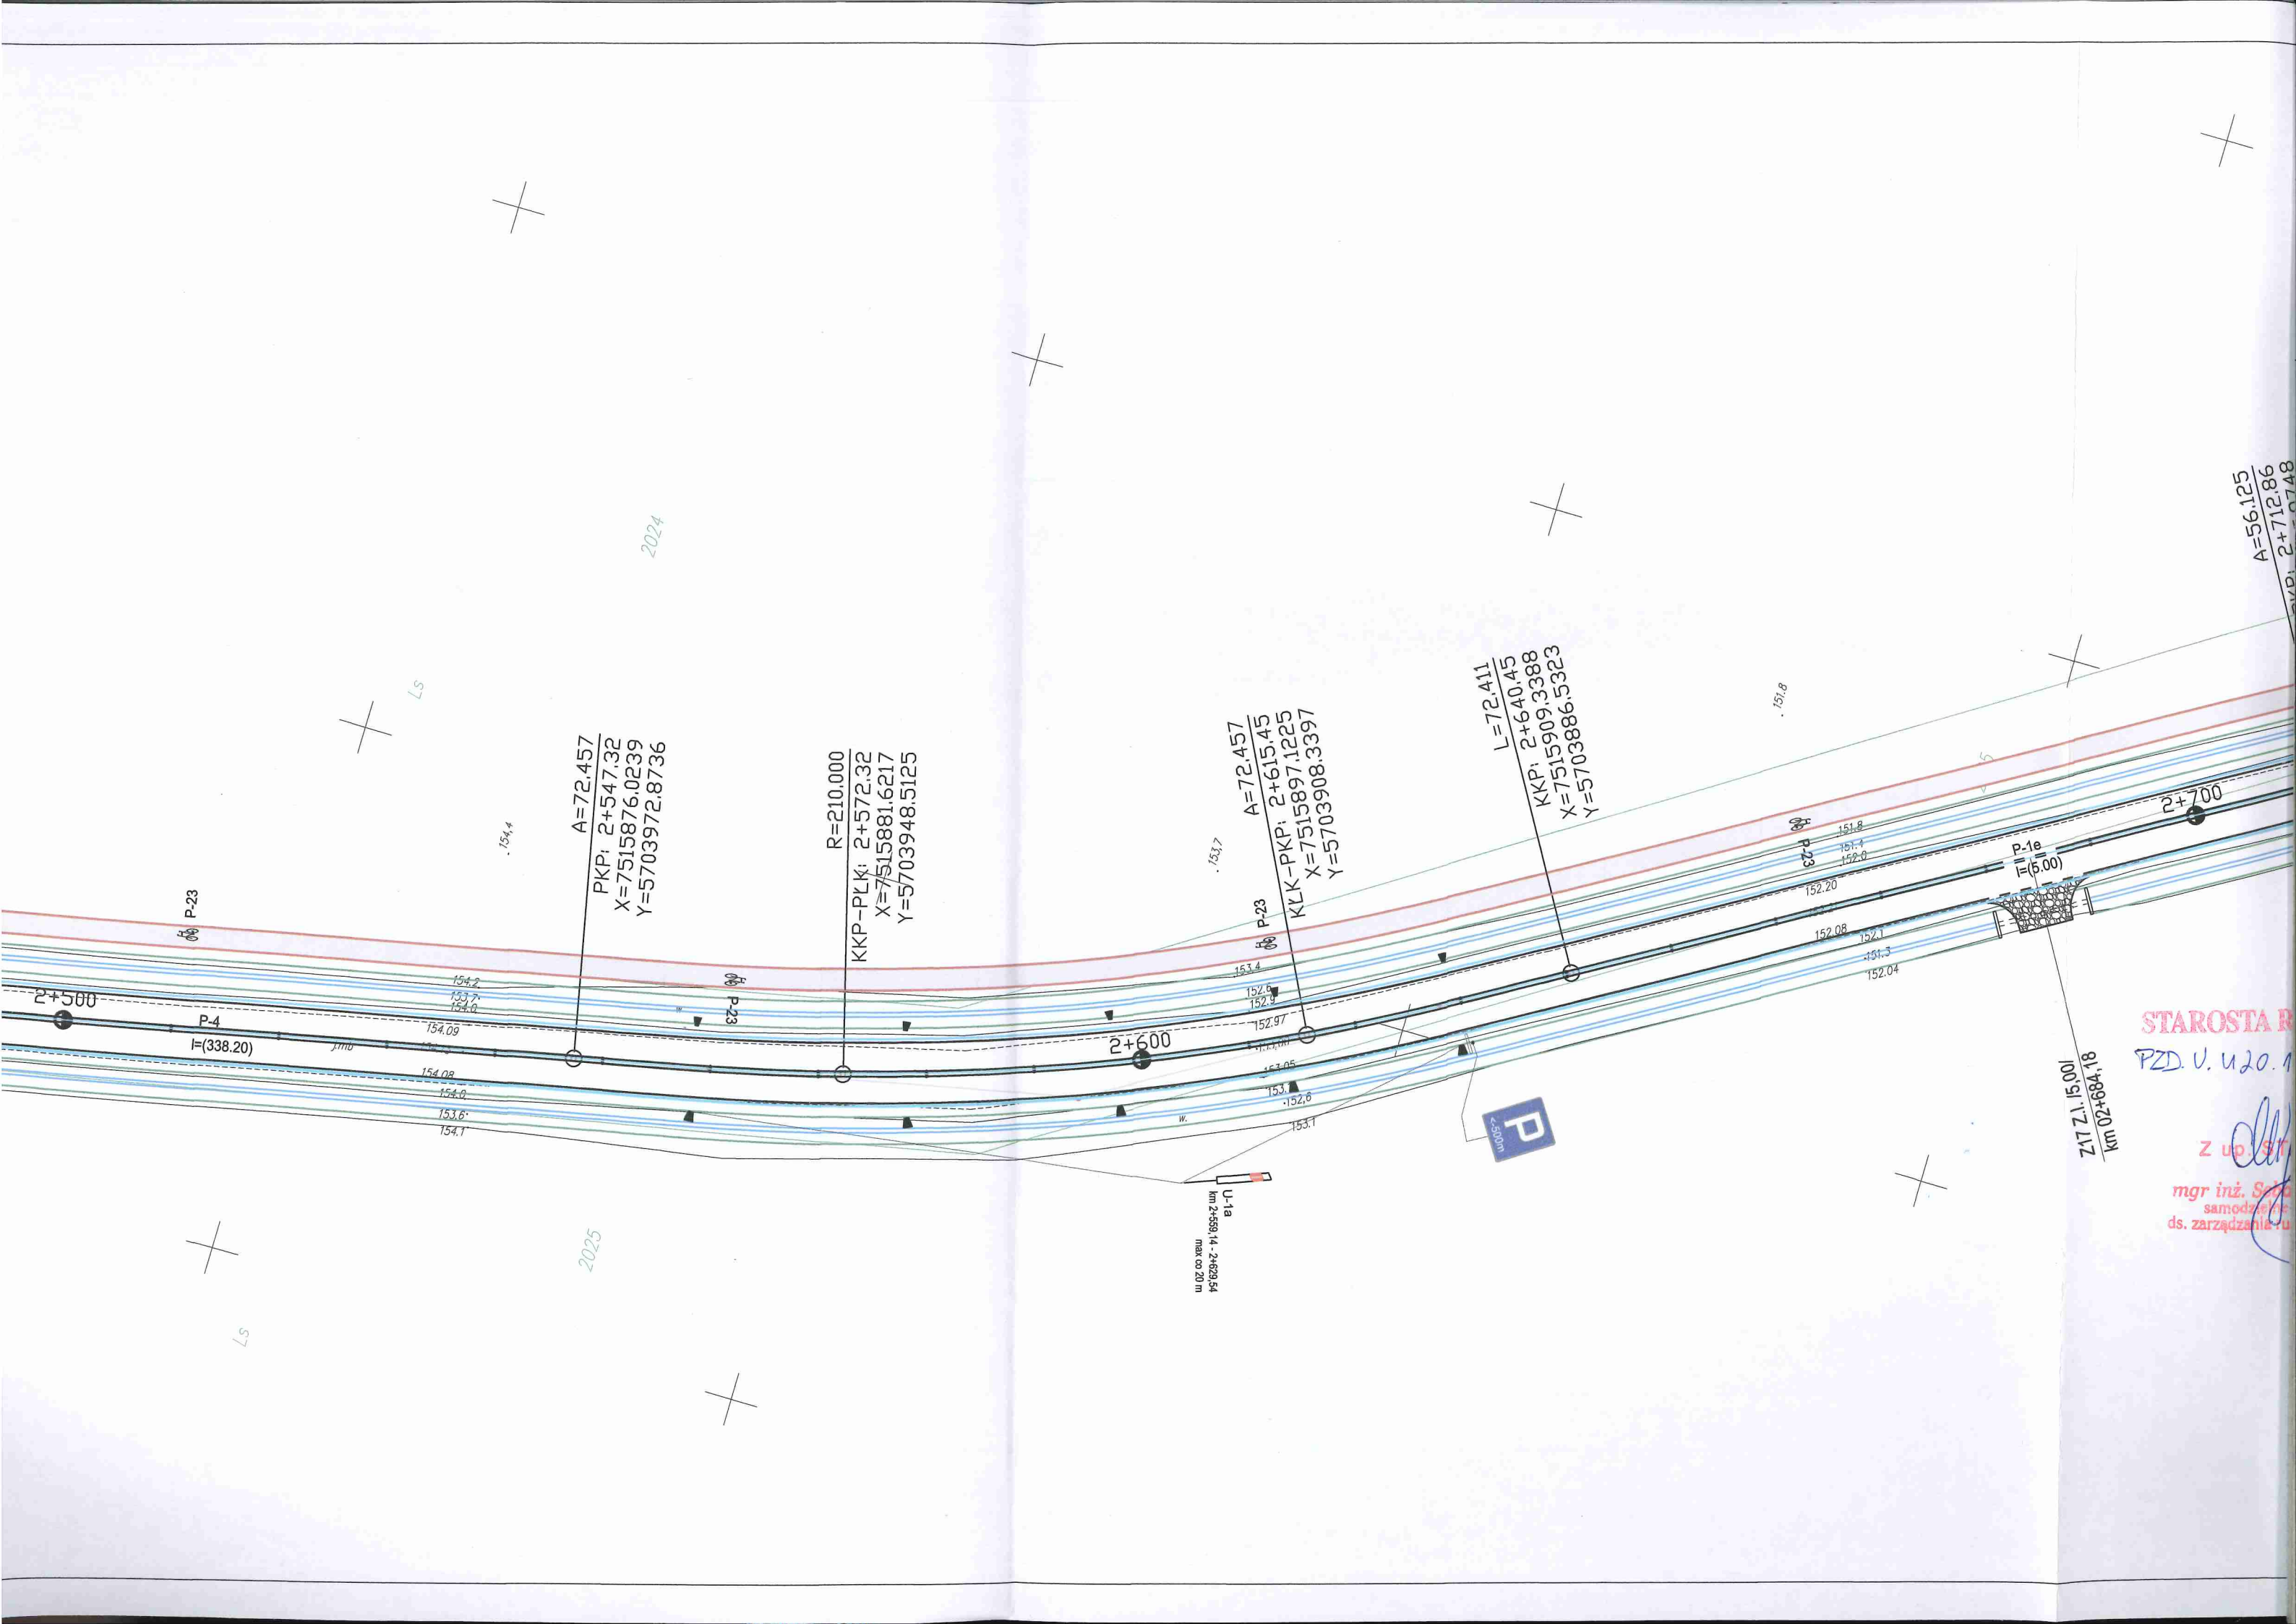 2024
Ls
154,4
A=72.457
PKP: 2+547.32
X=7515876.0239
Y=5703972.8736
R=210.000
KKP-PŁK: 2+572.32
X=7515881.6217
Y=5703948.5125
153,7
A=72.457
KŁK-PKP: 2+615.45
X=7515897.1225
Y=5703908.3397
L=72.411
KKP: 2+640.45
X=7515909.3388
Y=5703886.5323
151.8
A=56.125
2+712.86
P-23
P-23
P-23
P-23
2+500
P-4
l=(338.20)
154.2
153.7
154.0
154.09
154.08
154.0
153.6
154.1
2+600
153.4
152.6
152.9
152.97
153.05
153.1
152,6
w.
153.1
151.8
151.4
152.0
152.20
152.08
152.1
151.3
152.04
P-1e
l=(5.00)
2+700
P
<-500m
U-1a
km 2+559,14 - 2+629,54
max co 20 m
Z17 Z.I. /5,00/
km 02+684,18
2025
Ls
STAROSTA
PZD. V.
Z up.
mgr inż.
ds. zarządzania